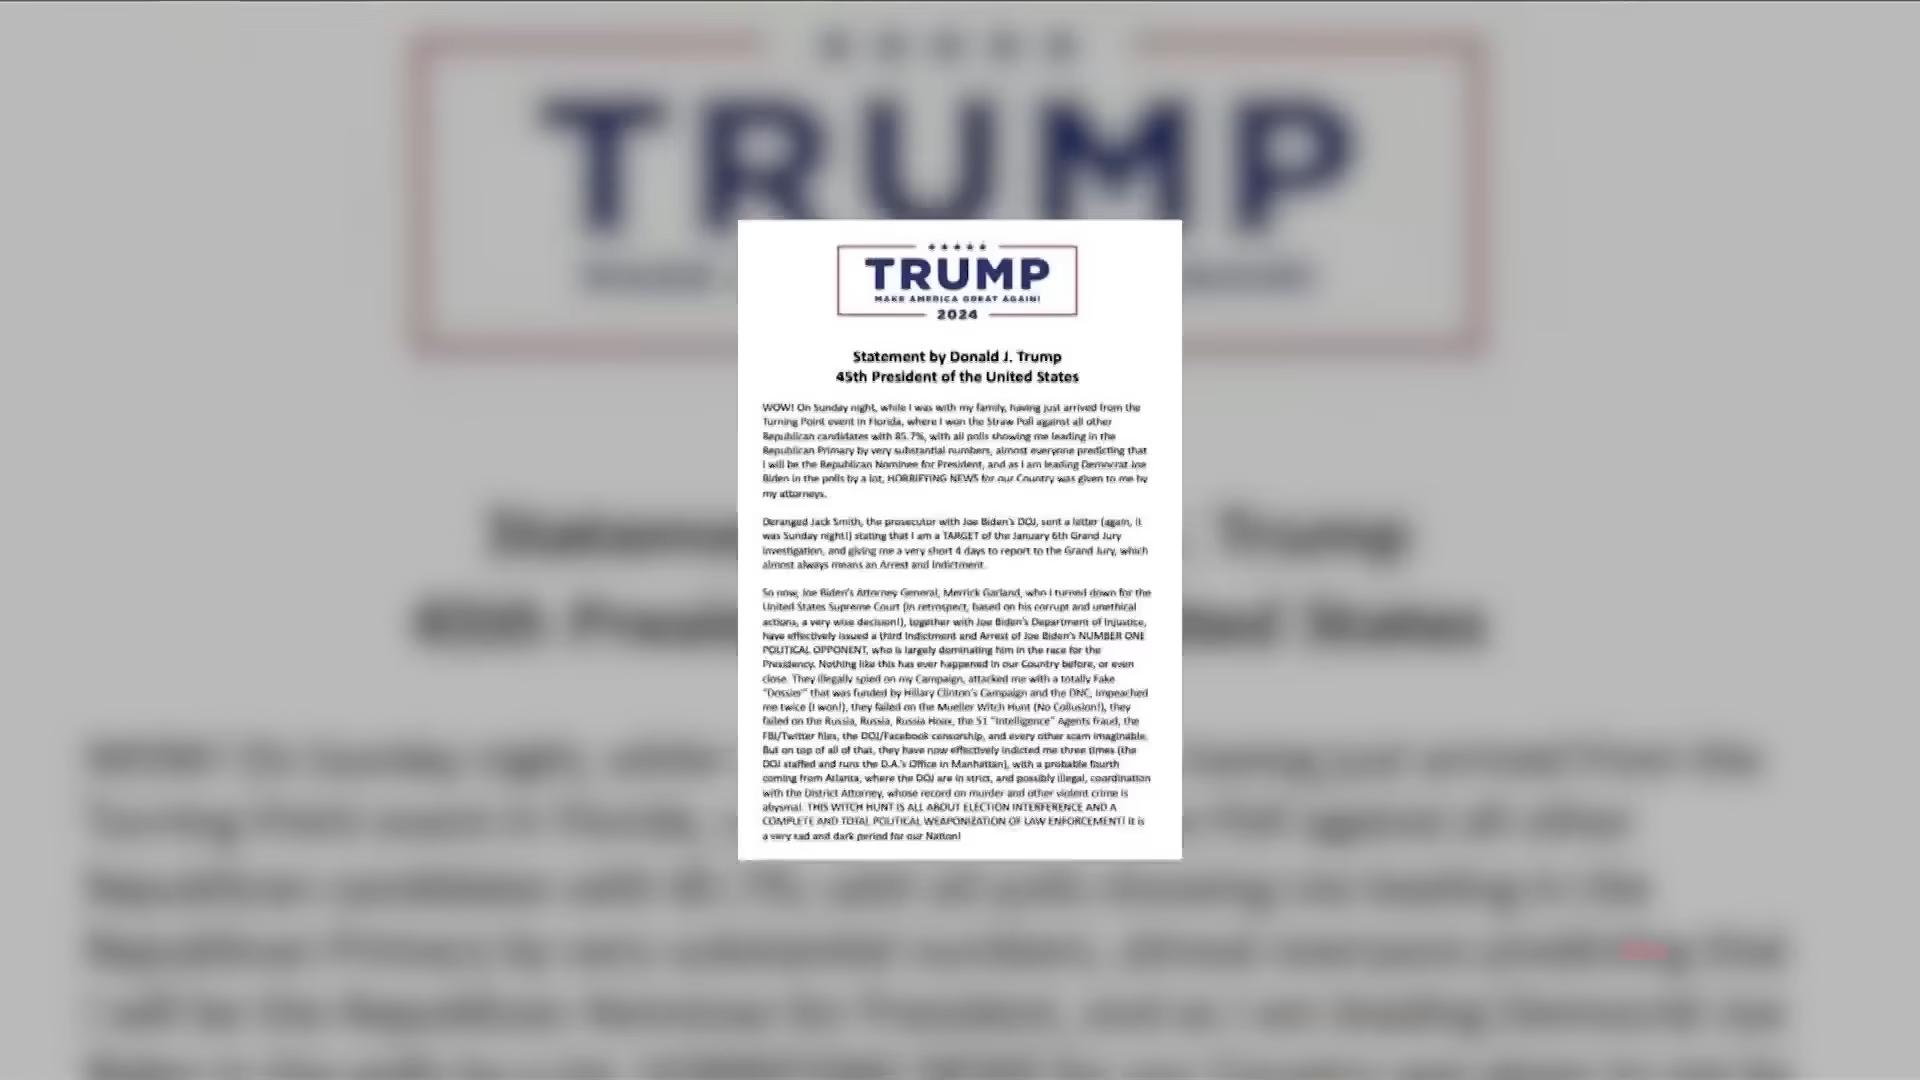 TRUMP
TRUMP
MAKE AMERICA GREAT AGAIN!
2024
Statement by Donald J. Trump
45th President of the United States
WOW! On Sunday night, while I was with my family, having just arrived from the
Turning Point event in Florida, where I won the Straw Poll against all other
Republican candidates with 85.7%, with all polls showing me leading in the
Republican Primary by very substantial numbers, almost everyone predicting that
I will be the Republican Nominee for President, and as I am leading Democrat Joe
Biden in the polls by a lot, HORRIFYING NEWS for our Country was given to me by
my attorneys.
Deranged Jack Smith, the prosecutor with Joe Biden's DOJ, sent a letter (again, it
was Sunday night!) stating that I am a TARGET of the January 6th Grand Jury
investigation, and giving me a very short 4 days to report to the Grand Jury, which
almost always means an Arrest and Indictment.
So now, Joe Biden's Attorney General, Merrick Garland, who I turned down for the
United States Supreme Court (in retrospect, based on his corrupt and unethical
actions, a very wise decision!), together with Joe Biden's Department of Injustice,
have effectively issued a third Indictment and Arrest of Joe Biden's NUMBER ONE
POLITICAL OPPONENT, who is largely dominating him in the race for the
Presidency. Nothing like this has ever happened in our Country before, or even
close. They illegally spied on my Campaign, attacked me with a totally Fake
"Dossier" that was funded by Hillary Clinton's Campaign and the DNC, impeached
me twice (I won!), they failed on the Mueller Witch Hunt (No Collusion!), they
failed on the Russia, Russia, Russia Hoax, the 51 "Intelligence" Agents fraud, the
FBI/Twitter files, the DOJ/Facebook censorship, and every other scam imaginable.
But on top of all of that, they have now effectively indicted me three times (the
DOJ staffed and runs the D.A.'s Office in Manhattan), with a probable fourth
coming from Atlanta, where the DOJ are in strict, and possibly illegal, coordination
with the District Attorney, whose record on murder and other violent crime is
abysmal. THIS WITCH HUNT IS ALL ABOUT ELECTION INTERFERENCE AND A
COMPLETE AND TOTAL POLITICAL WEAPONIZATION OF LAW ENFORCEMENT! It is
a very sad and dark period for our Nation!